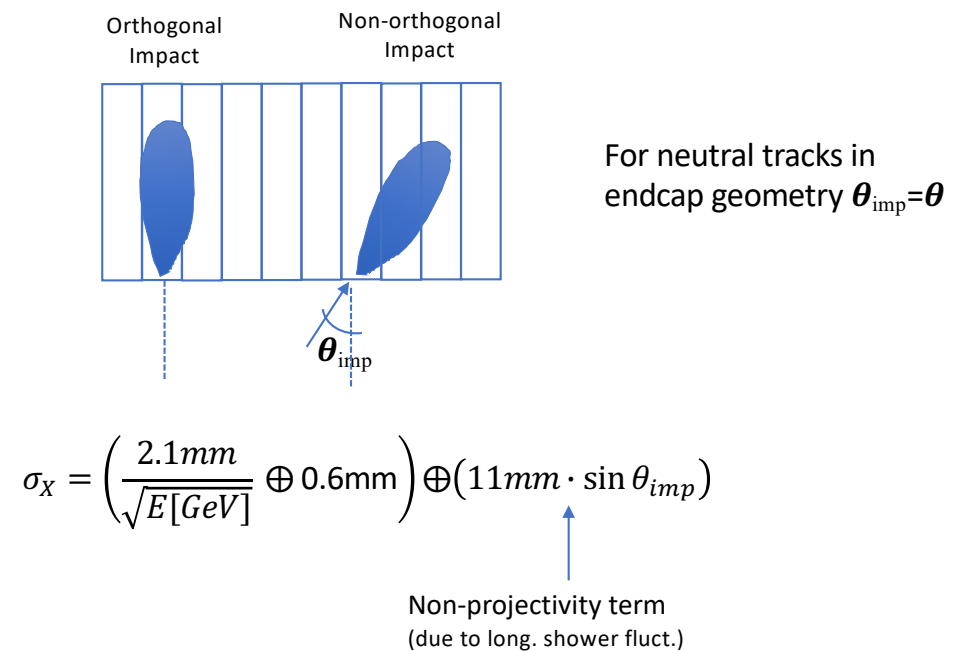 Orthogonal
Impact
Non-orthogonal
Impact
For neutral tracks in
endcap geometry θimp=θ
θimp
σX = (2.1mm/√E[GeV] ⊕ 0.6mm) ⊕ (11mm · sin θimp)
Non-projectivity term
(due to long. shower fluct.)